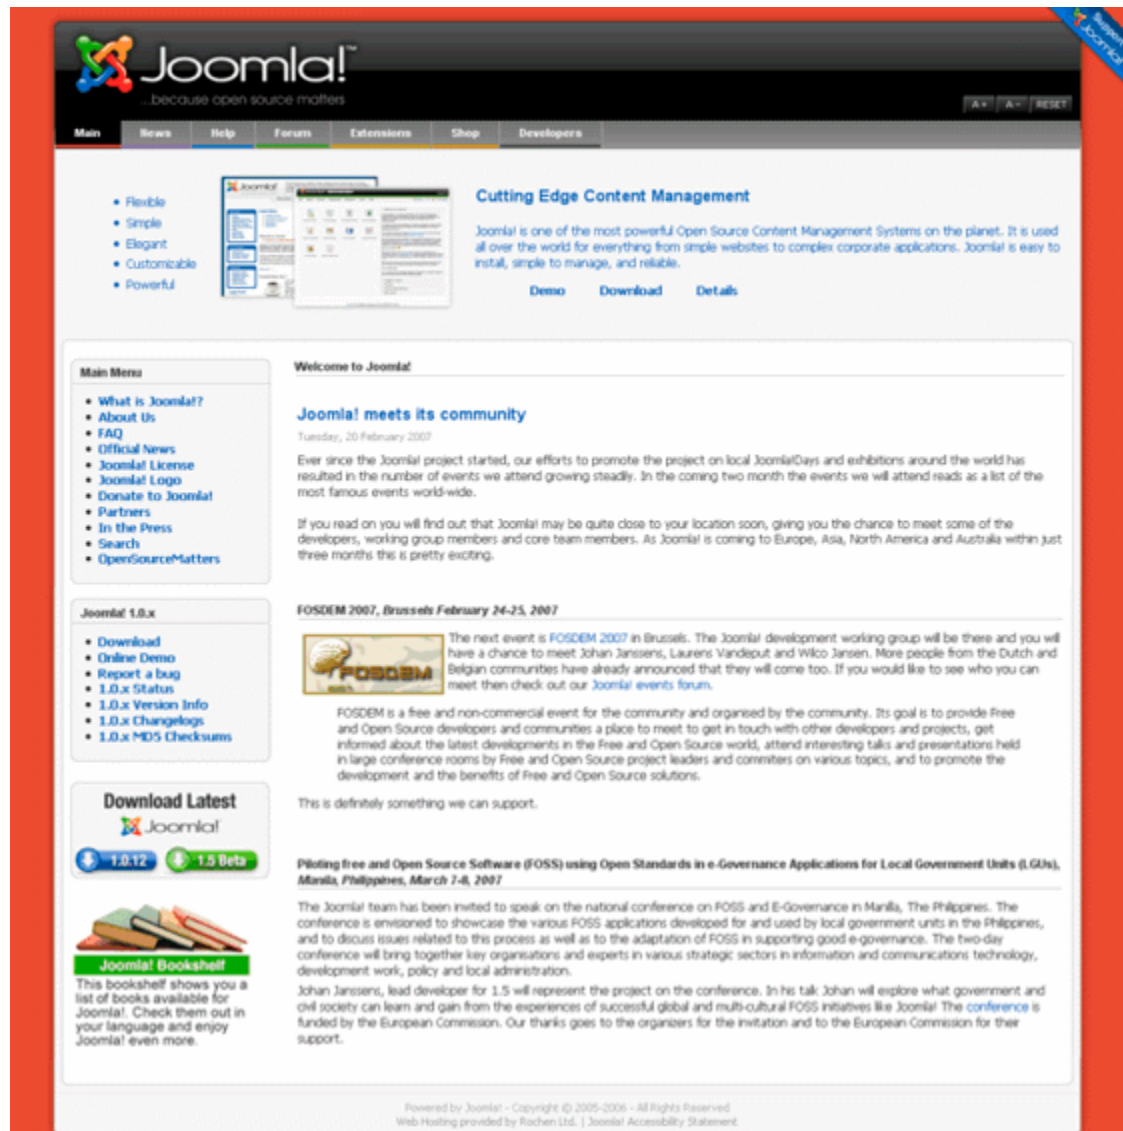 Support
Joomla!
Joomla!™
...because open source matters
A+ A- RESET
Main News Help Forum Extensions Shop Developers
Flexible
Simple
Elegant
Customizable
Powerful
Joomla!
Cutting Edge Content Management
Joomla! is one of the most powerful Open Source Content Management Systems on the planet. It is used
all over the world for everything from simple websites to complex corporate applications. Joomla! is easy to
install, simple to manage, and reliable.
Demo Download Details
Main Menu
What is Joomla!?
About Us
FAQ
Official News
Joomla! License
Joomla! Logo
Donate to Joomla!
Partners
In the Press
Search
OpenSourceMatters
Joomla! 1.0.x
Download
Online Demo
Report a bug
1.0.x Status
1.0.x Version Info
1.0.x Changelogs
1.0.x MD5 Checksums
Download Latest
Joomla!
1.0.12 1.5 Beta
Joomla! Bookshelf
This bookshelf shows you a
list of books available for
Joomla!. Check them out in
your language and enjoy
Joomla! even more.
Welcome to Joomla!
Joomla! meets its community
Tuesday, 20 February 2007
Ever since the Joomla! project started, our efforts to promote the project on local Joomla!Days and exhibitions around the world has
resulted in the number of events we attend growing steadily. In the coming two month the events we will attend reads as a list of the
most famous events world-wide.
If you read on you will find out that Joomla! may be quite close to your location soon, giving you the chance to meet some of the
developers, working group members and core team members. As Joomla! is coming to Europe, Asia, North America and Australia within just
three months this is pretty exciting.
FOSDEM 2007, Brussels February 24-25, 2007
FOSDEM
The next event is FOSDEM 2007 in Brussels. The Joomla! development working group will be there and you will
have a chance to meet Johan Janssens, Laurens Vandeput and Wilco Jansen. More people from the Dutch and
Belgian communities have already announced that they will come too. If you would like to see who you can
meet then check out our Joomla! events forum.
FOSDEM is a free and non-commercial event for the community and organised by the community. Its goal is to provide Free
and Open Source developers and communities a place to meet to get in touch with other developers and projects, get
informed about the latest developments in the Free and Open Source world, attend interesting talks and presentations held
in large conference rooms by Free and Open Source project leaders and commiters on various topics, and to promote the
development and the benefits of Free and Open Source solutions.
This is definitely something we can support.
Piloting free and Open Source Software (FOSS) using Open Standards in e-Governance Applications for Local Government Units (LGUs),
Manila, Philippines, March 7-8, 2007
The Joomla! team has been invited to speak on the national conference on FOSS and E-Governance in Manilla, The Philippines. The
conference is envisioned to showcase the various FOSS applications developed for and used by local government units in the Philippines,
and to discuss issues related to this process as well as to the adaptation of FOSS in supporting good e-governance. The two-day
conference will bring together key organisations and experts in various strategic sectors in information and communications technology,
development work, policy and local administration.
Johan Janssens, lead developer for 1.5 will represent the project on the conference. In his talk Johan will explore what government and
civil society can learn and gain from the experiences of successful global and multi-cultural FOSS initiatives like Joomla! The conference is
funded by the European Commission. Our thanks goes to the organizers for the invitation and to the European Commission for their
support.
Powered by Joomla! - Copyright © 2005-2006 - All Rights Reserved
Web Hosting provided by Rochen Ltd. | Joomla! Accessibility Statement